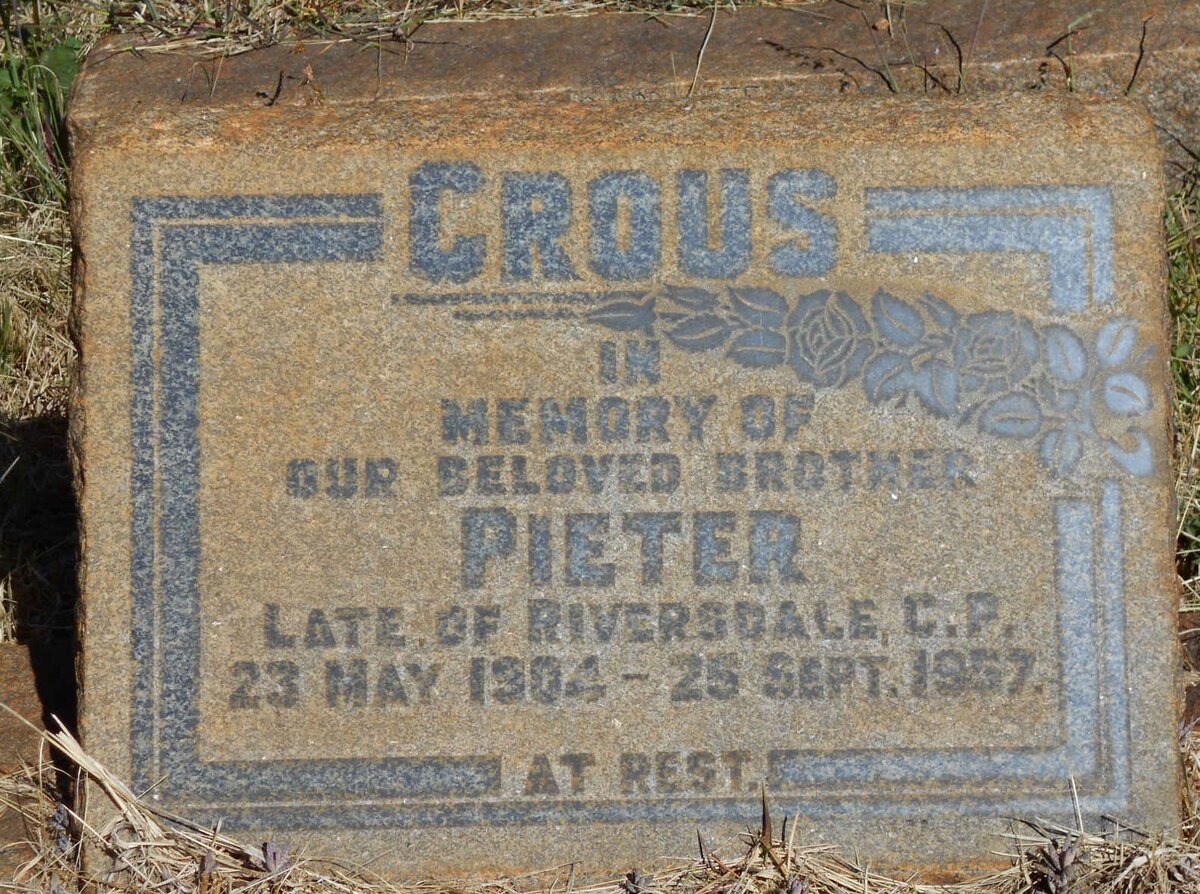 CROUS
IN
MEMORY OF
OUR BELOVED BROTHER
PIETER
LATE OF RIVERSDALE, C.P.
23 MAY 1904 – 25 SEPT. 1957.
AT REST.